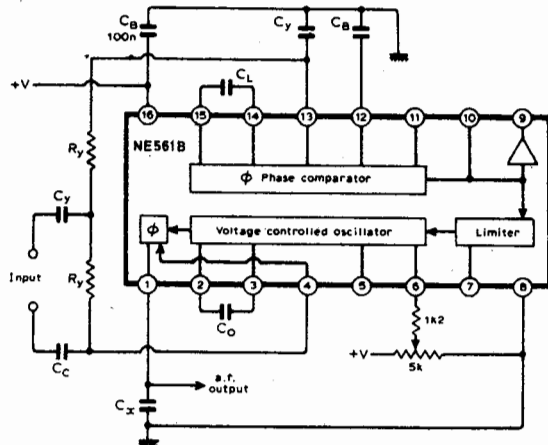 C_B
100n
C_y
C_B
+V
C_L
16
15
14
13
12
11
10
9
NE561B
R_y
ϕ Phase comparator
C_y
ϕ
Voltage controlled oscillator
Limiter
Input
R_y
1
2
3
4
5
6
7
8
C_o
1k2
C_c
+V
5k
a.f.
output
C_x